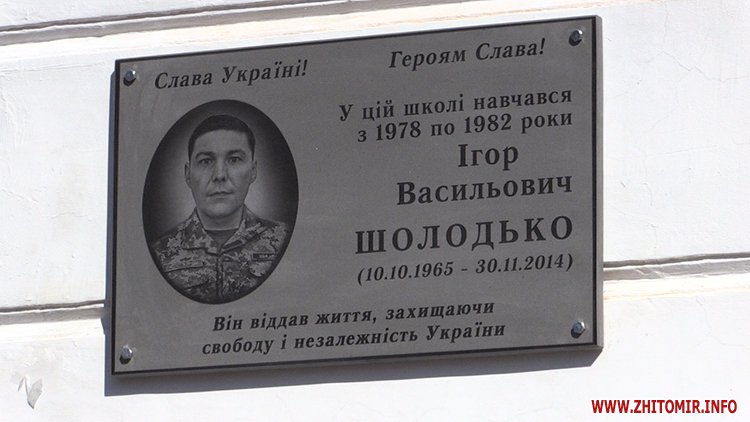 Слава Україні!
Героям Слава!
У цій школі навчався
з 1978 по 1982 роки
Ігор
Васильович
ШОЛОДЬКО
(10.10.1965 - 30.11.2014)
Він віддав життя, захищаючи
свободу і незалежність України
WWW.ZHITOMIR.INFO